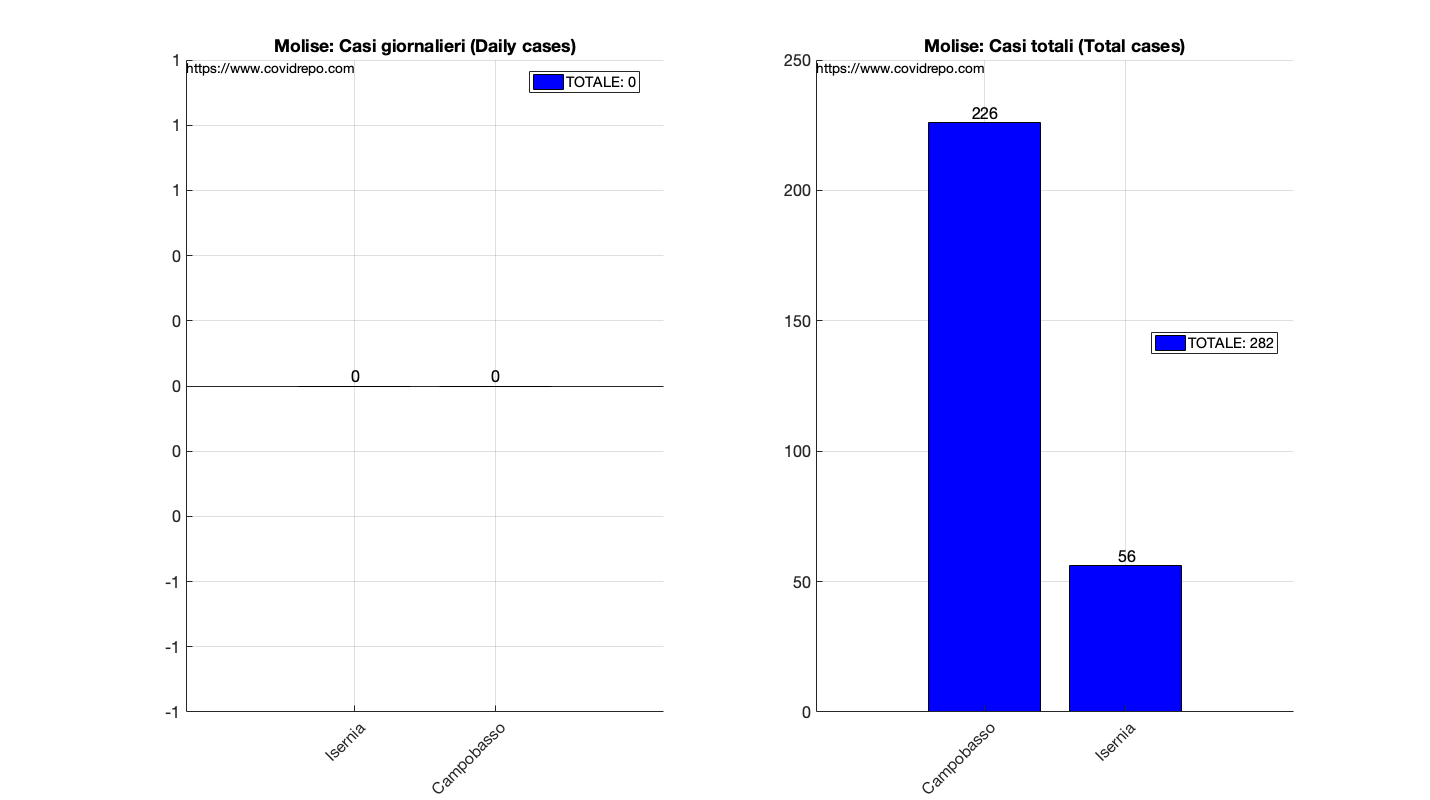 Molise: Casi giornalieri (Daily cases)
https://www.covidrepo.com
TOTALE: 0
1
1
1
0
0
0
0
0
-1
-1
-1
0
0
Isernia
Campobasso
Molise: Casi totali (Total cases)
https://www.covidrepo.com
TOTALE: 282
250
200
150
100
50
0
226
56
Campobasso
Isernia